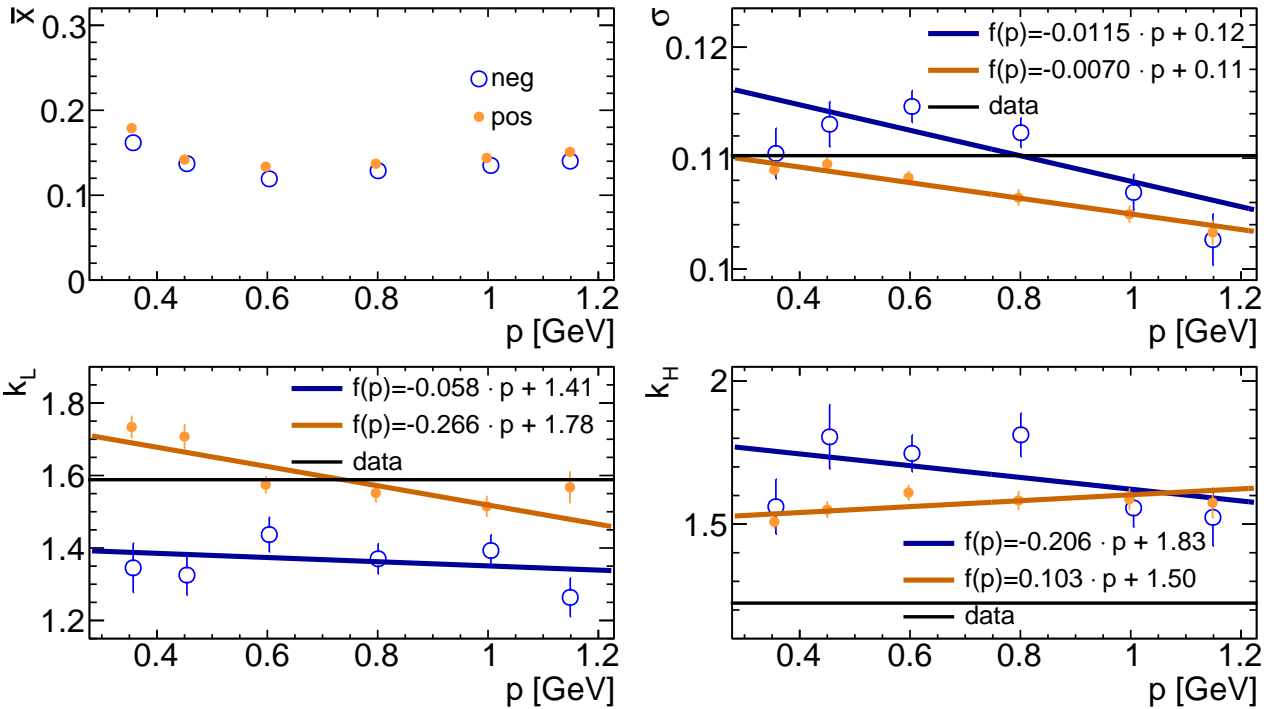 x̄
0.3
0.2
0.1
0
neg
pos
0.4 0.6 0.8 1 1.2
p [GeV]
σ
0.12
0.11
0.1
f(p)=-0.0115 · p + 0.12
f(p)=-0.0070 · p + 0.11
data
0.4 0.6 0.8 1 1.2
p [GeV]
k_L
1.8
1.6
1.4
1.2
f(p)=-0.058 · p + 1.41
f(p)=-0.266 · p + 1.78
data
0.4 0.6 0.8 1 1.2
p [GeV]
k_H
2
1.5
f(p)=-0.206 · p + 1.83
f(p)=0.103 · p + 1.50
data
0.4 0.6 0.8 1 1.2
p [GeV]